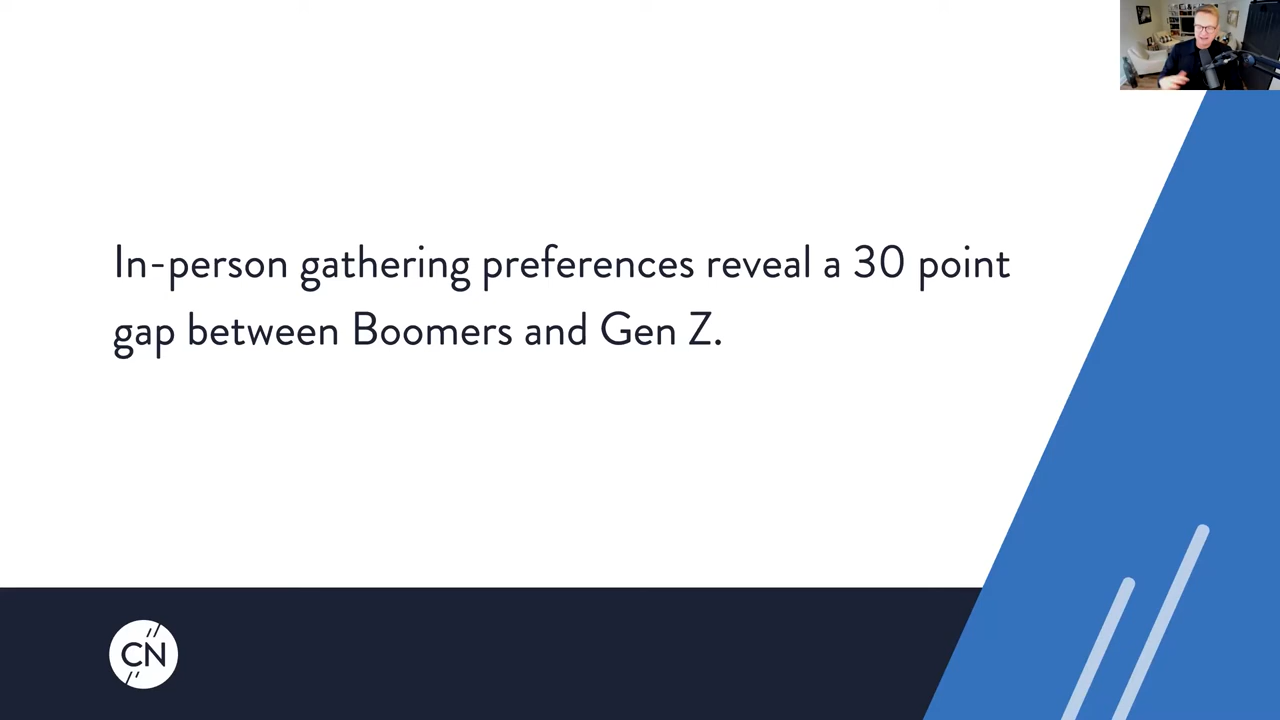 In-person gathering preferences reveal a 30 point
gap between Boomers and Gen Z.
CN